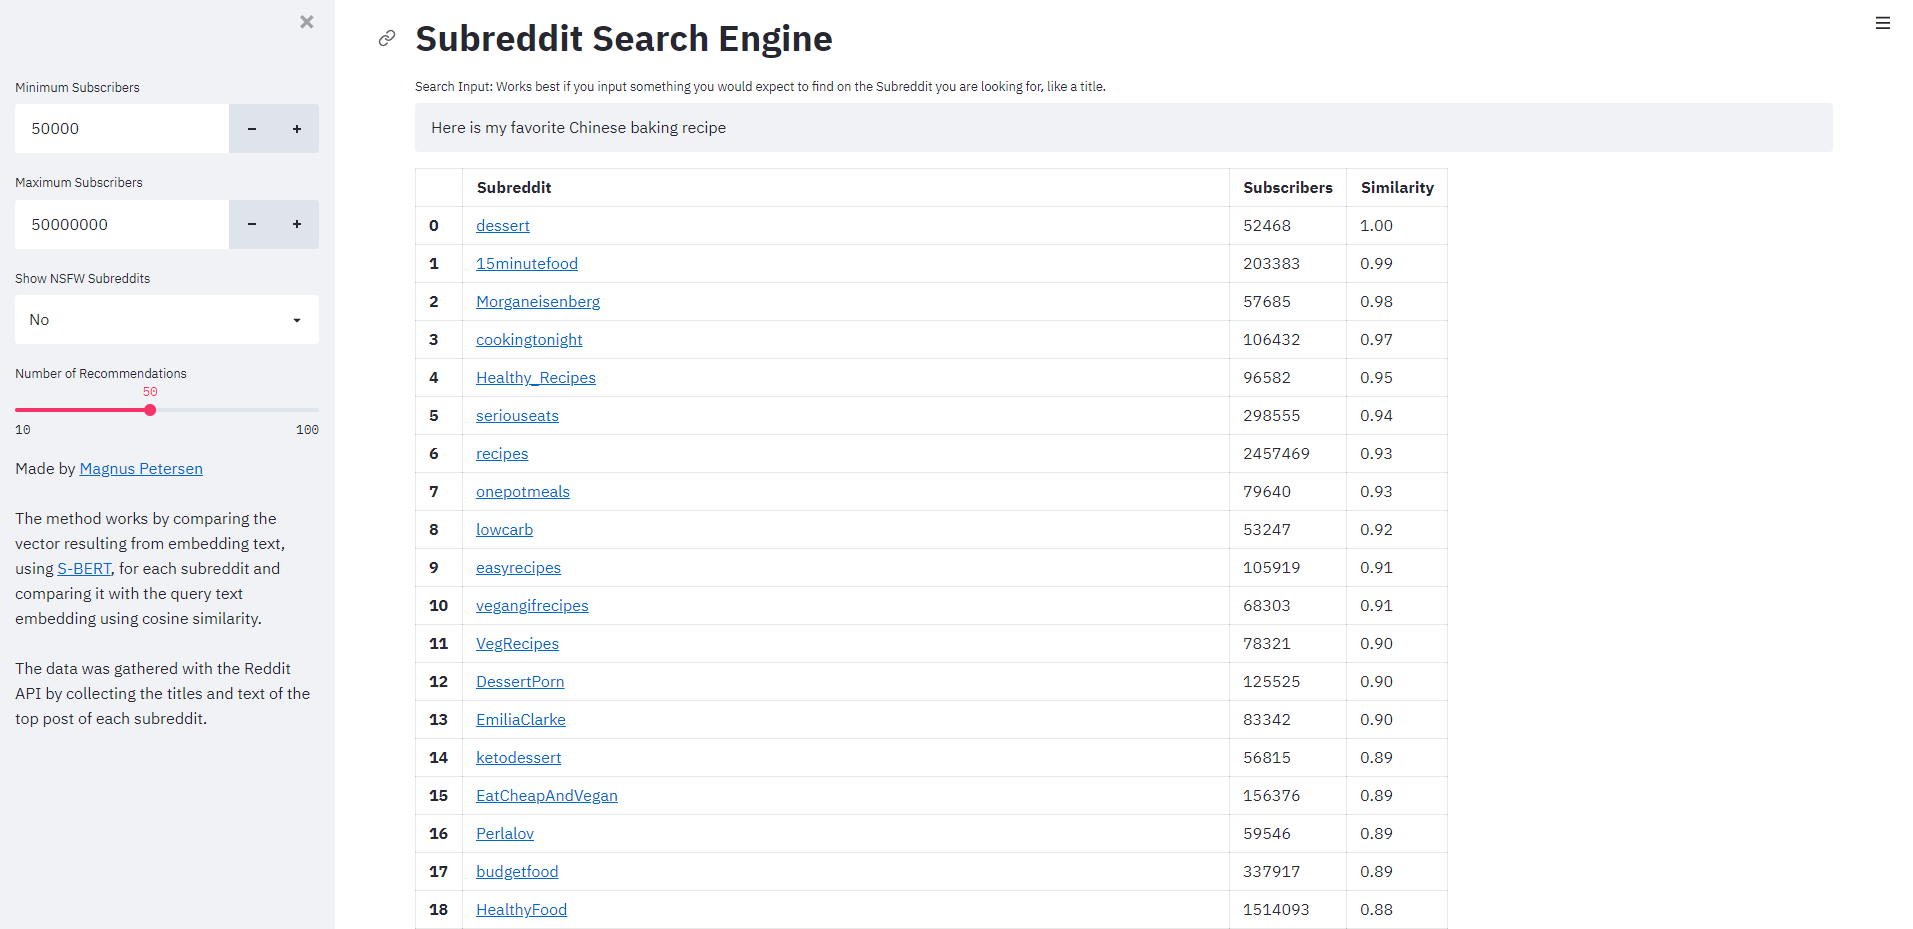 Minimum Subscribers
50000
Maximum Subscribers
50000000
Show NSFW Subreddits
No
Number of Recommendations
50
10 100
Made by Magnus Petersen
The method works by comparing the
vector resulting from embedding text,
using S-BERT, for each subreddit and
comparing it with the query text
embedding using cosine similarity.
The data was gathered with the Reddit
API by collecting the titles and text of the
top post of each subreddit.
Subreddit Search Engine
Search Input: Works best if you input something you would expect to find on the Subreddit you are looking for, like a title.
Here is my favorite Chinese baking recipe
Subreddit Subscribers Similarity
0 dessert 52468 1.00
1 15minutefood 203383 0.99
2 Morganeisenberg 57685 0.98
3 cookingtonight 106432 0.97
4 Healthy_Recipes 96582 0.95
5 seriouseats 298555 0.94
6 recipes 2457469 0.93
7 onepotmeals 79640 0.93
8 lowcarb 53247 0.92
9 easyrecipes 105919 0.91
10 vegangifrecipes 68303 0.91
11 VegRecipes 78321 0.90
12 DessertPorn 125525 0.90
13 EmiliaClarke 83342 0.90
14 ketodessert 56815 0.89
15 EatCheapAndVegan 156376 0.89
16 Perlalov 59546 0.89
17 budgetfood 337917 0.89
18 HealthyFood 1514093 0.88